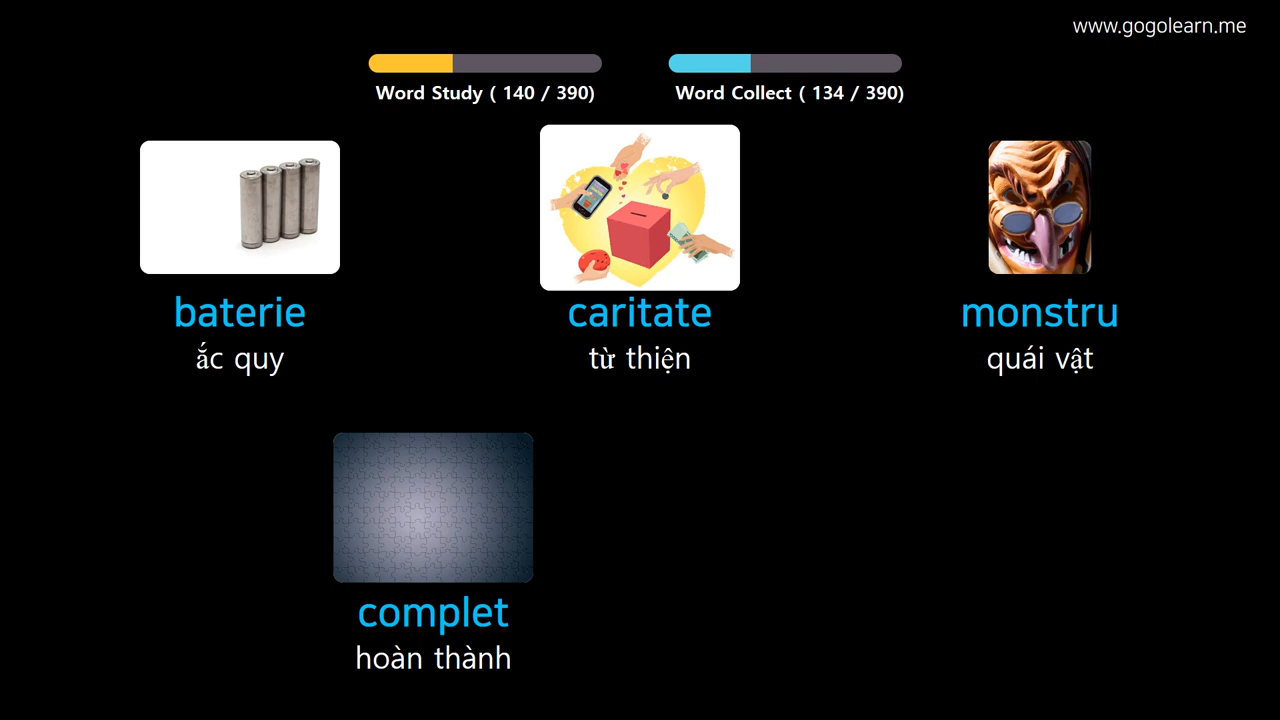 www.gogolearn.me
Word Study ( 140 / 390)
Word Collect ( 134 / 390)
baterie
ắc quy
caritate
từ thiện
monstru
quái vật
complet
hoàn thành